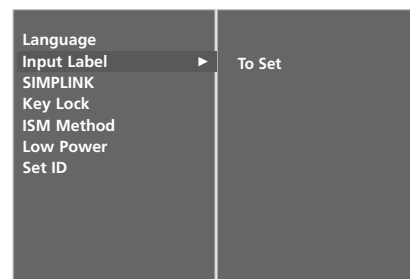 Language
Input Label ► To Set
SIMPLINK
Key Lock
ISM Method
Low Power
Set ID